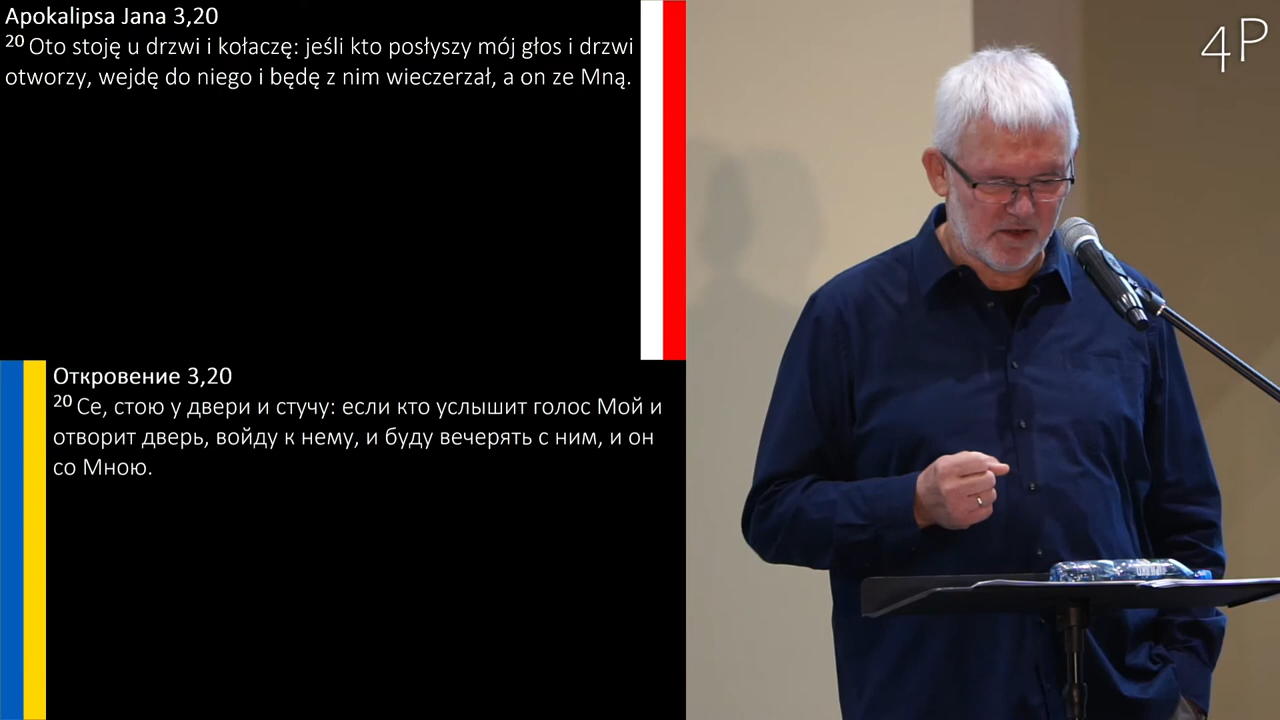 Apokalipsa Jana 3,20
20 Oto stoję u drzwi i kołaczę: jeśli kto posłyszy mój głos i drzwi
otworzy, wejdę do niego i będę z nim wieczerzał, a on ze Mną.
4P
Откровение 3,20
20 Се, стою у двери и стучу: если кто услышит голос Мой и
отворит дверь, войду к нему, и буду вечерять с ним, и он
со Мною.